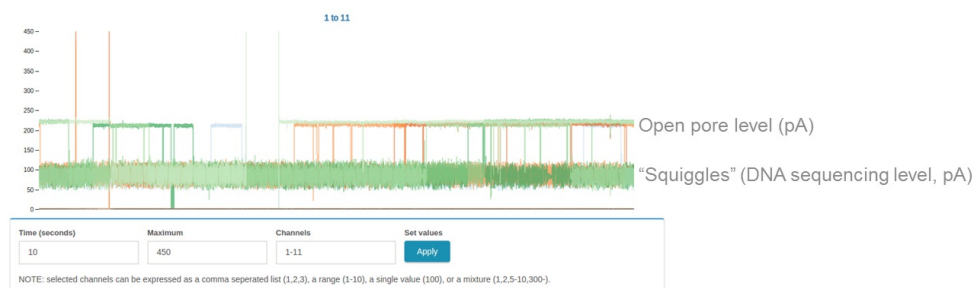 1 to 11
450
400
350
300
250
200
150
100
50
0
Open pore level (pA)
“Squiggles” (DNA sequencing level, pA)
Time (seconds) Maximum Channels Set values
10 450 1-11 Apply
NOTE: selected channels can be expressed as a comma seperated list (1,2,3), a range (1-10), a single value (100), or a mixture (1,2,5-10,300-).